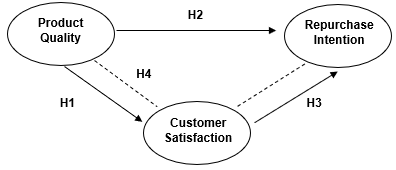 Product
Quality
H2
Repurchase
Intention
H4
H1
Customer
Satisfaction
H3